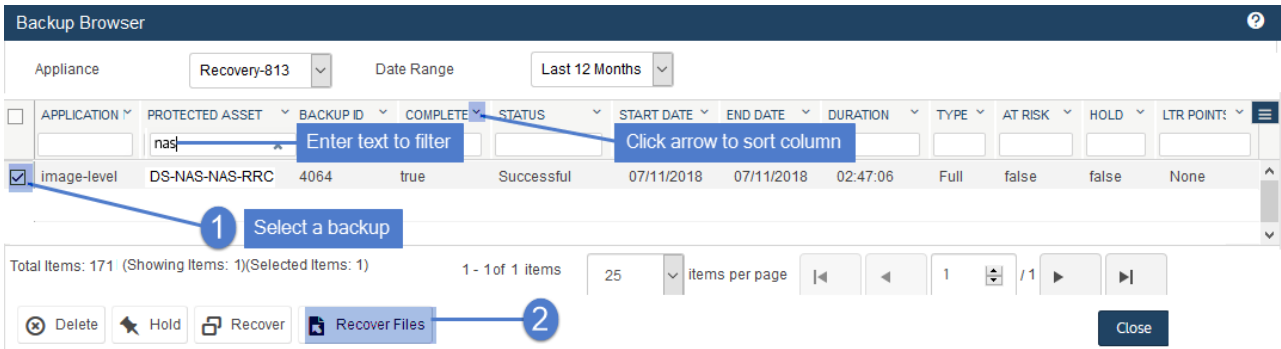 Backup Browser ?
Appliance Recovery-813 Date Range Last 12 Months
APPLICATION PROTECTED ASSET BACKUP ID COMPLETE STATUS START DATE END DATE DURATION TYPE AT RISK HOLD LTR POINTS
nas Enter text to filter Click arrow to sort column
image-level DS-NAS-NAS-RRC 4064 true Successful 07/11/2018 07/11/2018 02:47:06 Full false false None
1 Select a backup
Total Items: 171 (Showing Items: 1)(Selected Items: 1) 1 - 1of 1 items 25 items per page 1 / 1
Delete Hold Recover Recover Files 2 Close